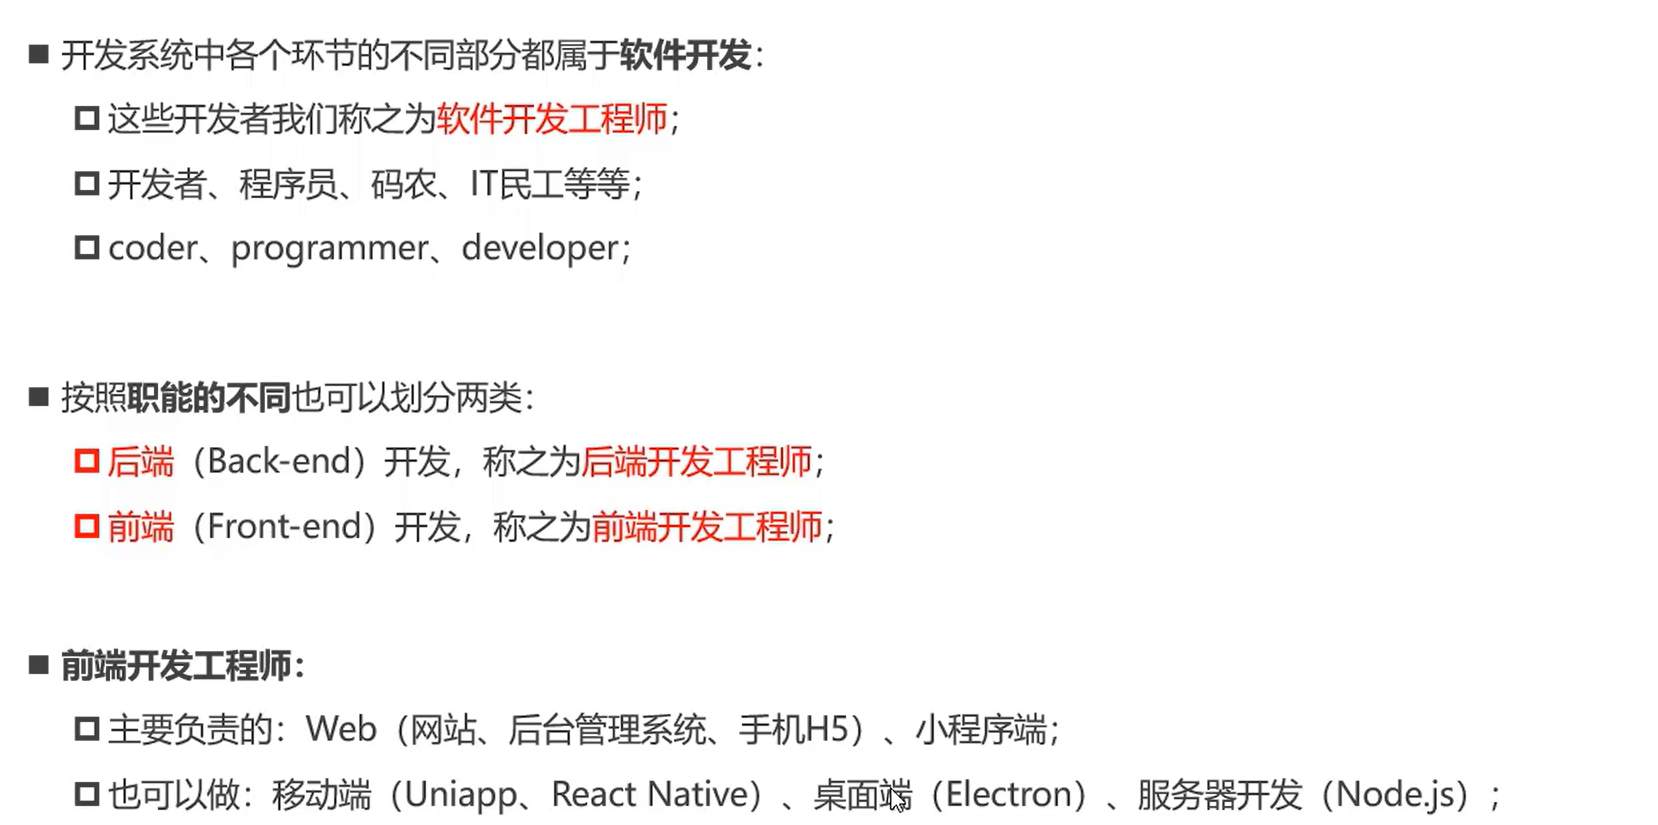 开发系统中各个环节的不同部分都属于软件开发：
这些开发者我们称之为软件开发工程师；
开发者、程序员、码农、IT民工等等；
coder、programmer、developer；
按照职能的不同也可以划分两类：
后端（Back-end）开发，称之为后端开发工程师；
前端（Front-end）开发，称之为前端开发工程师；
前端开发工程师：
主要负责的：Web（网站、后台管理系统、手机H5）、小程序端；
也可以做：移动端（Uniapp、React Native）、桌面端（Electron）、服务器开发（Node.js）；